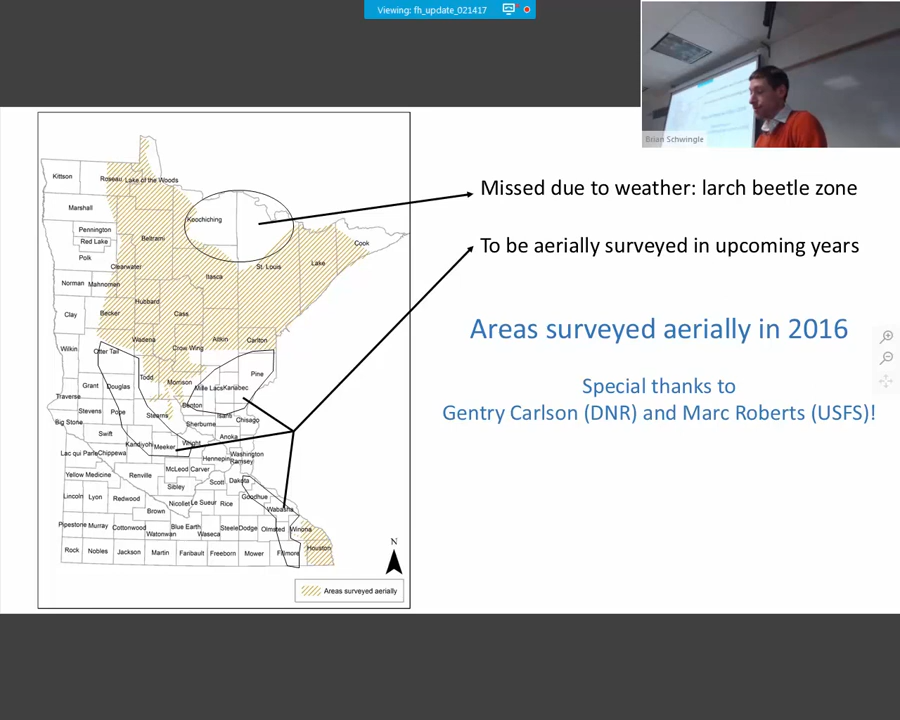 Viewing: fh_update_021417
Brian Schwingle
Missed due to weather: larch beetle zone
To be aerially surveyed in upcoming years
Areas surveyed aerially in 2016
Special thanks to
Gentry Carlson (DNR) and Marc Roberts (USFS)!
Kittson
Roseau
Lake of the Woods
Marshall
Koochiching
Pennington
Red Lake
Beltrami
Cook
Polk
Clearwater
Itasca
St. Louis
Lake
Norman
Mahnomen
Hubbard
Clay
Becker
Cass
Wadena
Aitkin
Carlton
Wilkin
Otter Tail
Crow Wing
Pine
Todd
Morrison
Mille Lacs
Kanabec
Grant
Douglas
Traverse
Benton
Stevens
Pope
Stearns
Isanti
Chisago
Big Stone
Sherburne
Swift
Anoka
Kandiyohi
Meeker
Wright
Lac qui Parle
Chippewa
Hennepin
Washington
Ramsey
McLeod
Carver
Yellow Medicine
Renville
Scott
Dakota
Sibley
Lincoln
Lyon
Redwood
Nicollet
Le Sueur
Rice
Goodhue
Wabasha
Brown
Pipestone
Murray
Cottonwood
Watonwan
Blue Earth
Waseca
Steele
Dodge
Olmsted
Winona
Rock
Nobles
Jackson
Martin
Faribault
Freeborn
Mower
Fillmore
Houston
N
Areas surveyed aerially